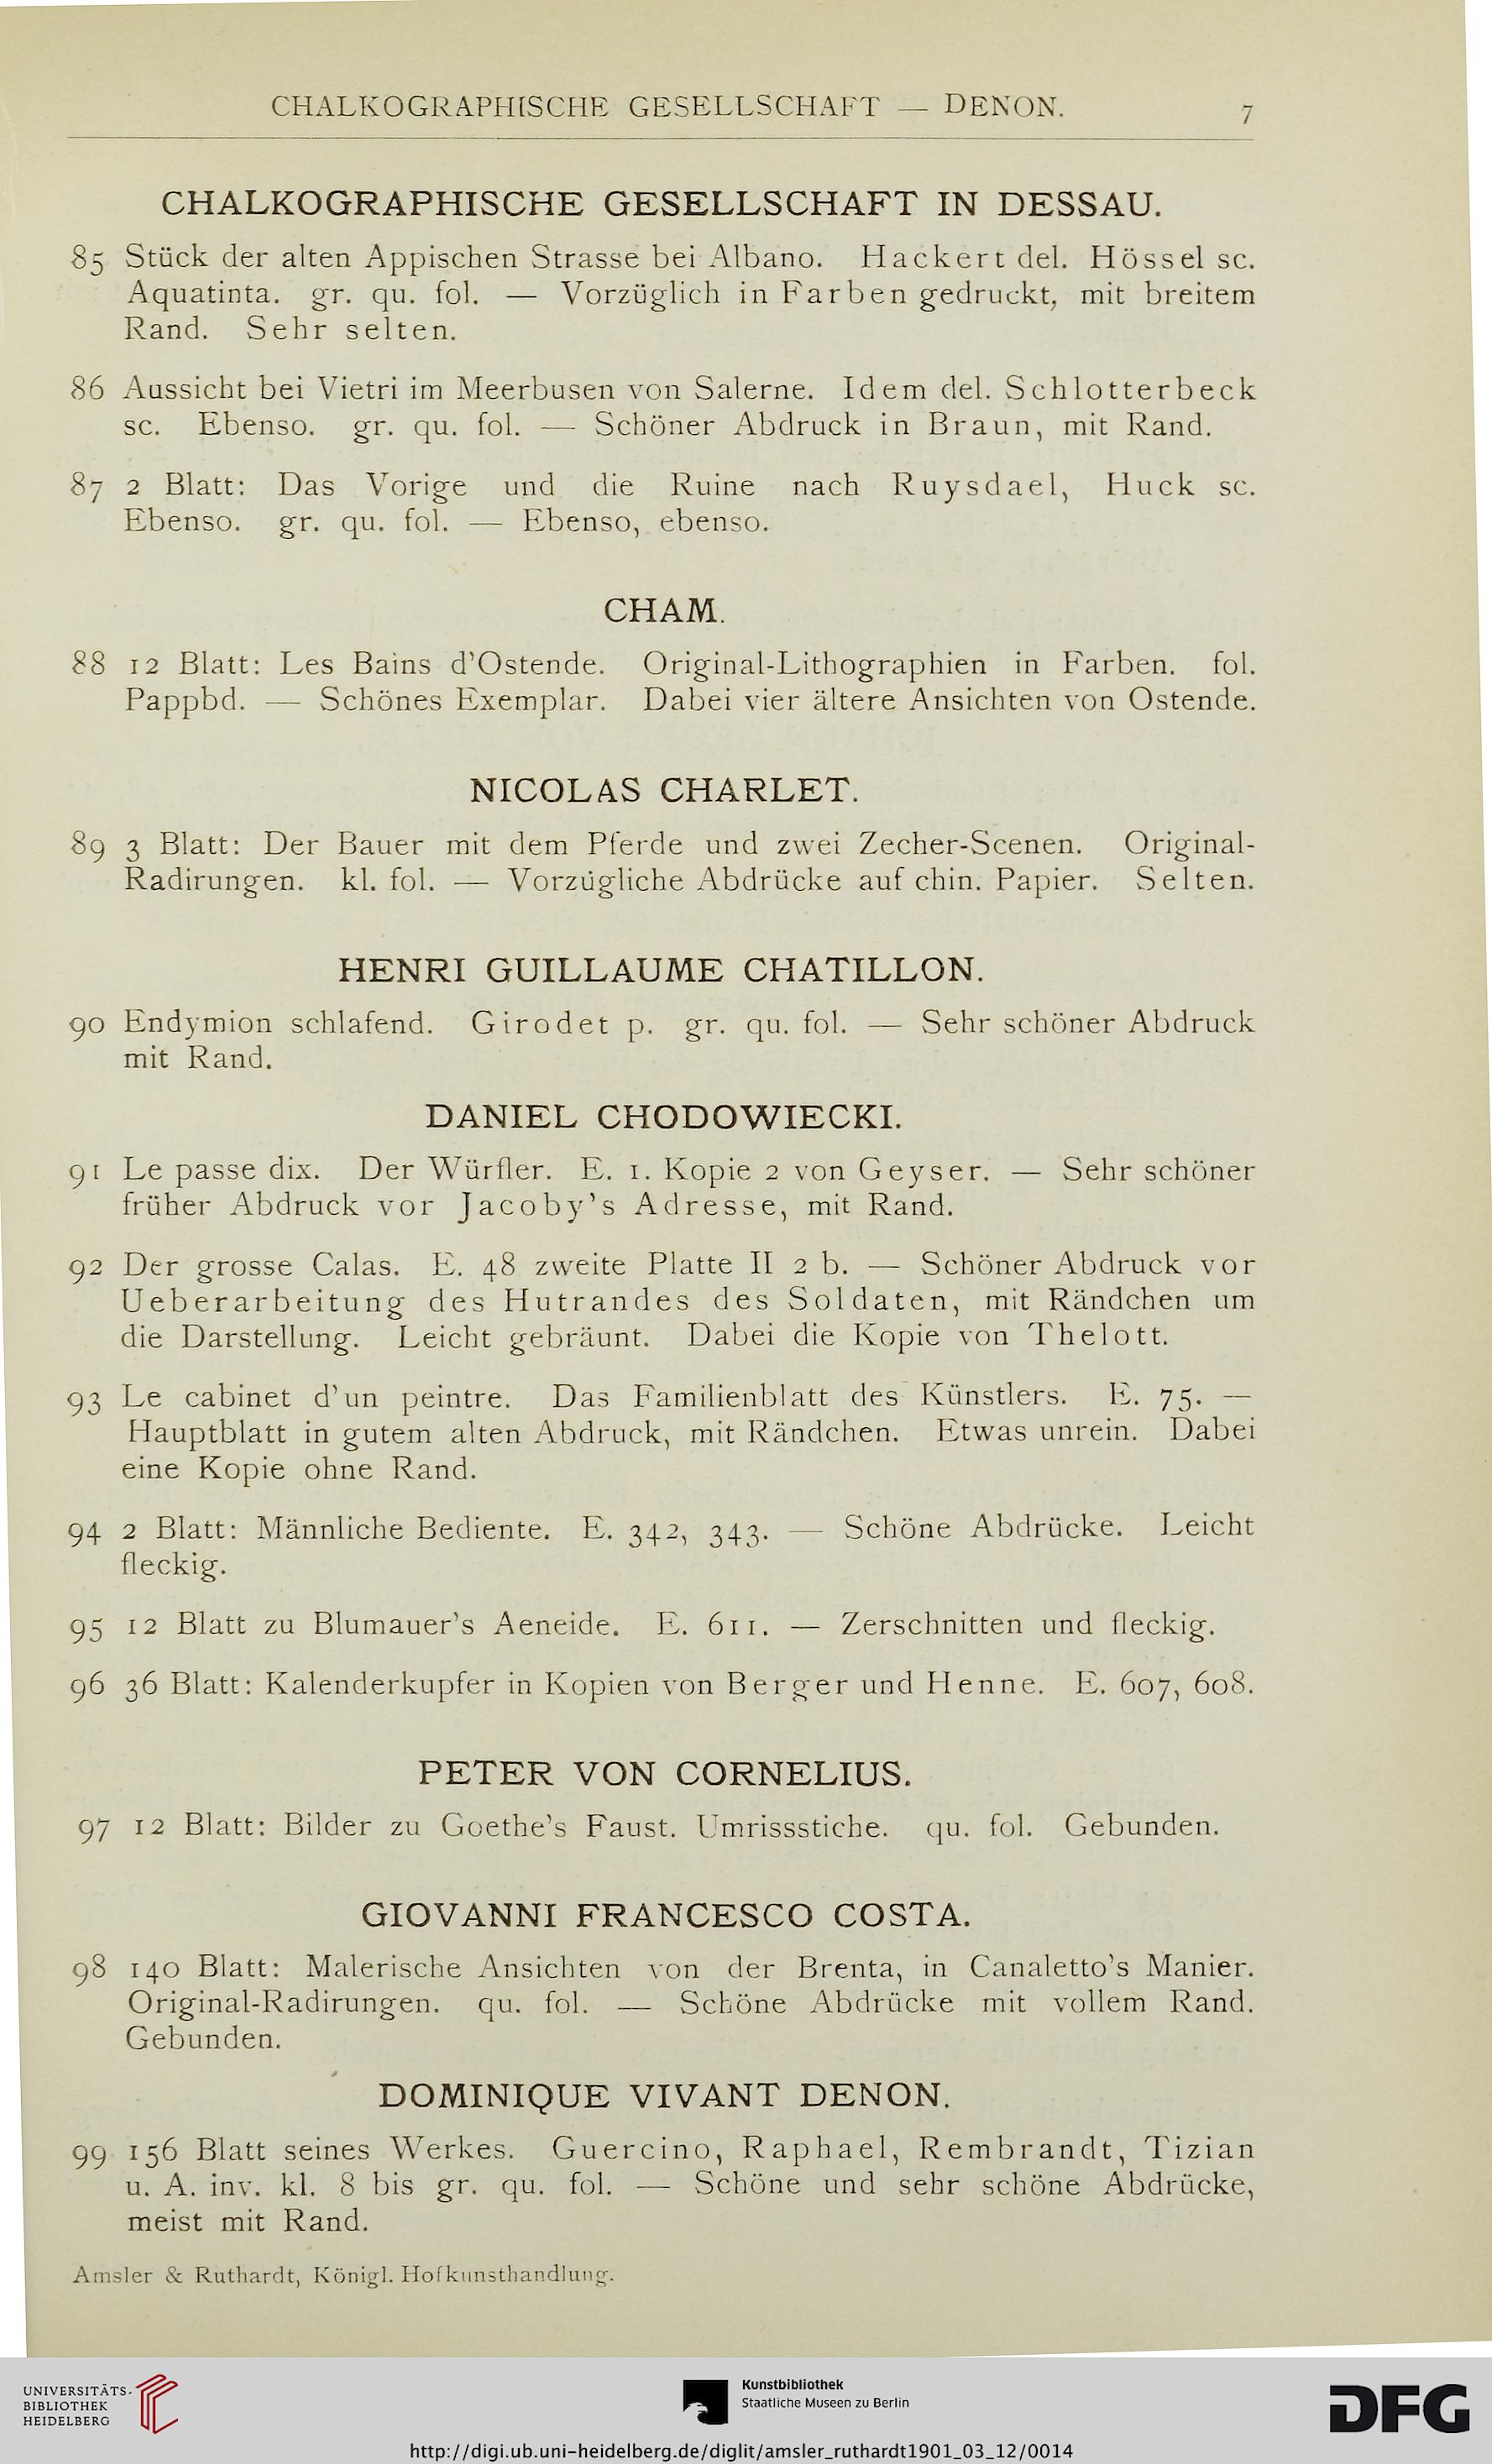 CHALKOGRAPHISCHE GESELLSCHAFT — DENON. 7
CHALKOGRAPHISCHE GESELLSCHAFT IN DESSAU.
85 Stück der alten Appischen Strasse bei Albano. Hackert del. Hössel sc.
Aquatinta. gr. qu. fol. — Vorzüglich in Farben gedruckt, mit breitem
Rand. Sehr selten.
86 Aussicht bei Vietri im Meerbusen von Salerne. Idem del. Schlotterbeck
sc. Ebenso. gr. qu. fol. — Schöner Abdruck in Braun, mit Rand.
87 2 Blatt: Das Vorige und die Ruine nach Ruysdael, Huck sc.
Ebenso. gr. qu. fol. — Ebenso, ebenso.
CHAM.
88 12 Blatt: Les Bains d'Ostende. Original-Lithographien in Farben. fol.
Pappbd. — Schönes Exemplar. Dabei vier ältere Ansichten von Ostende.
NICOLAS CHARLET.
89 3 Blatt: Der Bauer mit dem Pferde und zwei Zecher-Scenen. Original-
Radirungen. kl. fol. — Vorzügliche Abdrücke auf chin. Papier. Selten.
HENRI GUILLAUME CHATILLON.
90 Endymion schlafend. Girodet p. gr. qu. fol. — Sehr schöner Abdruck
mit Rand.
DANIEL CHODOWIECKI.
91 Le passe dix. Der Würfler. E. 1. Kopie 2 von Geyser. — Sehr schöner
früher Abdruck vor Jacoby's Adresse, mit Rand.
92 Der grosse Calas. E. 48 zweite Platte II 2 b. — Schöner Abdruck vor
Ueberarbeitung des Hutrandes des Soldaten, mit Rändchen um
die Darstellung. Leicht gebräunt. Dabei die Kopie von Thelott.
93 Le cabinet d'un peintre. Das Familienblatt des Künstlers. E. 75. —
Hauptblatt in gutem alten Abdruck, mit Rändchen. Etwas unrein. Dabei
eine Kopie ohne Rand.
94 2 Blatt: Männliche Bediente. E. 342, 343. — Schöne Abdrücke. Leicht
fleckig.
95 12 Blatt zu Blumauer's Aeneide. E. 611. — Zerschnitten und fleckig.
96 36 Blatt: Kalenderkupfer in Kopien von Berger und Henne. E. 607, 608.
PETER VON CORNELIUS.
97 12 Blatt: Bilder zu Goethe's Faust. Umrissstiche. qu. fol. Gebunden.
GIOVANNI FRANCESCO COSTA.
98 140 Blatt: Malerische Ansichten von der Brenta, in Canaletto's Manier.
Original-Radirungen. qu. fol. — Schöne Abdrücke mit vollem Rand.
Gebunden.
DOMINIQUE VIVANT DENON.
99 156 Blatt seines Werkes. Guercino, Raphael, Rembrandt, Tizian
u. A. inv. kl. 8 bis gr. qu. fol. — Schöne und sehr schöne Abdrücke,
meist mit Rand.
Amsler & Ruthardt, Königl. Hofkunsthandlung.
UNIVERSITÄTS-
BIBLIOTHEK
HEIDELBERG
Kunstbibliothek
Staatliche Museen zu Berlin
DFG
http://digi.ub.uni-heidelberg.de/diglit/amsler_ruthardt1901_03_12/0014